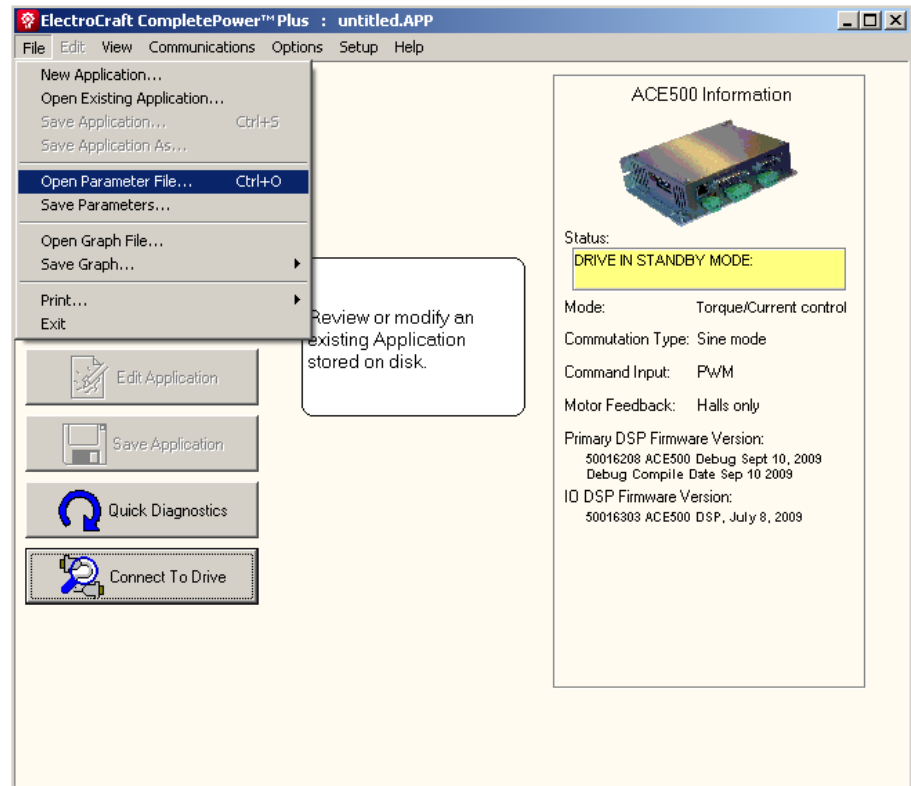 ElectroCraft CompletePower™ Plus : untitled.APP
File Edit View Communications Options Setup Help
New Application...
Open Existing Application...
Save Application... Ctrl+S
Save Application As...
Open Parameter File... Ctrl+O
Save Parameters...
Open Graph File...
Save Graph...
Print...
Exit
Review or modify an
existing Application
stored on disk.
Edit Application
Save Application
Quick Diagnostics
Connect To Drive
ACE500 Information
Status:
DRIVE IN STANDBY MODE:
Mode: Torque/Current control
Commutation Type: Sine mode
Command Input: PWM
Motor Feedback: Halls only
Primary DSP Firmware Version:
50016208 ACE500 Debug Sept 10, 2009
Debug Compile Date Sep 10 2009
IO DSP Firmware Version:
50016303 ACE500 DSP, July 8, 2009